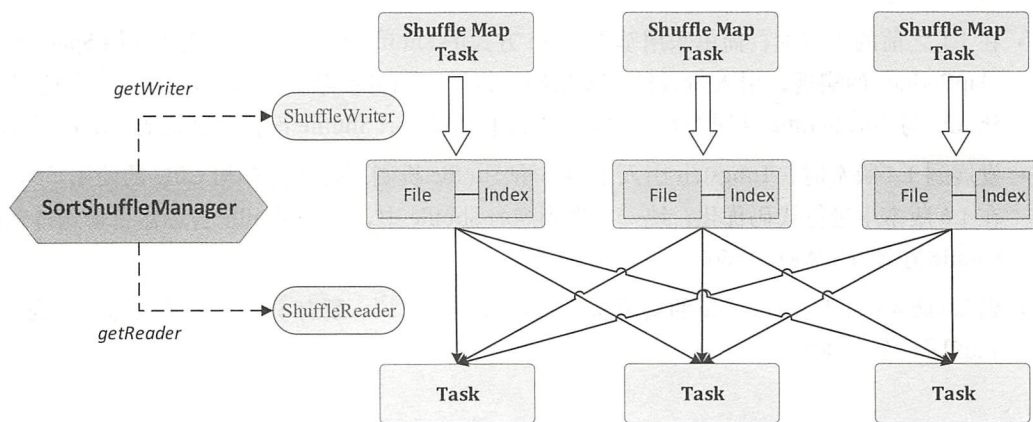 Shuffle Map
Task
Shuffle Map
Task
Shuffle Map
Task
getWriter
ShuffleWriter
SortShuffleManager
File
Index
File
Index
File
Index
ShuffleReader
getReader
Task
Task
Task